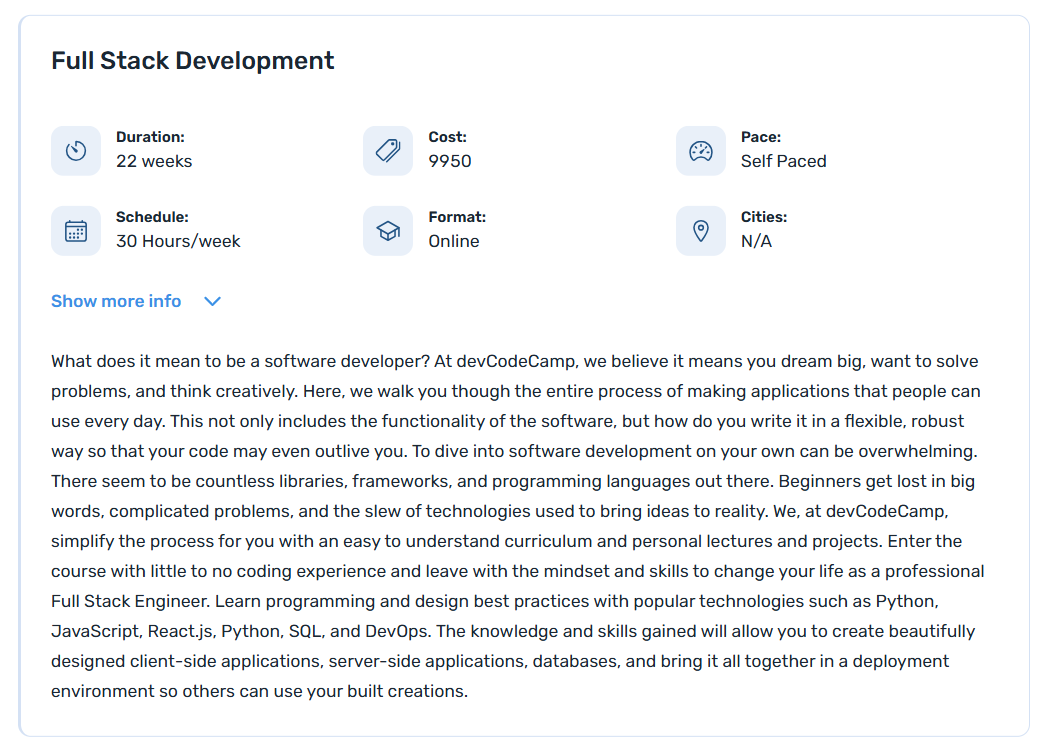 Full Stack Development
Duration:
22 weeks
Cost:
9950
Pace:
Self Paced
Schedule:
30 Hours/week
Format:
Online
Cities:
N/A
Show more info
What does it mean to be a software developer? At devCodeCamp, we believe it means you dream big, want to solve
problems, and think creatively. Here, we walk you though the entire process of making applications that people can
use every day. This not only includes the functionality of the software, but how do you write it in a flexible, robust
way so that your code may even outlive you. To dive into software development on your own can be overwhelming.
There seem to be countless libraries, frameworks, and programming languages out there. Beginners get lost in big
words, complicated problems, and the slew of technologies used to bring ideas to reality. We, at devCodeCamp,
simplify the process for you with an easy to understand curriculum and personal lectures and projects. Enter the
course with little to no coding experience and leave with the mindset and skills to change your life as a professional
Full Stack Engineer. Learn programming and design best practices with popular technologies such as Python,
JavaScript, React.js, Python, SQL, and DevOps. The knowledge and skills gained will allow you to create beautifully
designed client-side applications, server-side applications, databases, and bring it all together in a deployment
environment so others can use your built creations.